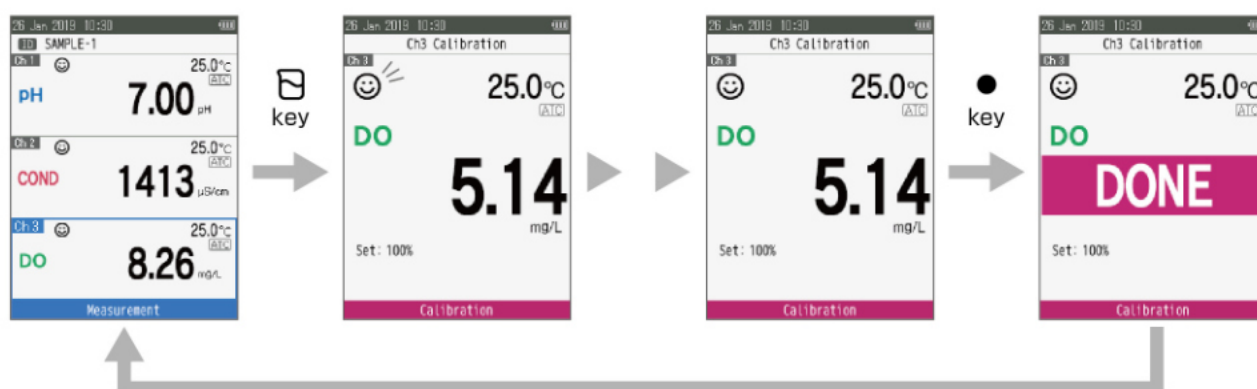 26 Jan 2019 10:30
ID SAMPLE-1
Ch 1 25.0℃
ATC
pH 7.00 pH
Ch 2 25.0℃
ATC
COND 1413 µS/cm
Ch 3 25.0℃
ATC
DO 8.26 mg/L
Measurement
key
26 Jan 2019 10:30
Ch3 Calibration
Ch 3
25.0℃
ATC
DO
5.14
mg/L
Set: 100%
Calibration
26 Jan 2019 10:30
Ch3 Calibration
Ch 3
25.0℃
ATC
DO
5.14
mg/L
Set: 100%
Calibration
key
26 Jan 2019 10:30
Ch3 Calibration
Ch 3
25.0℃
ATC
DO
DONE
Set: 100%
Calibration